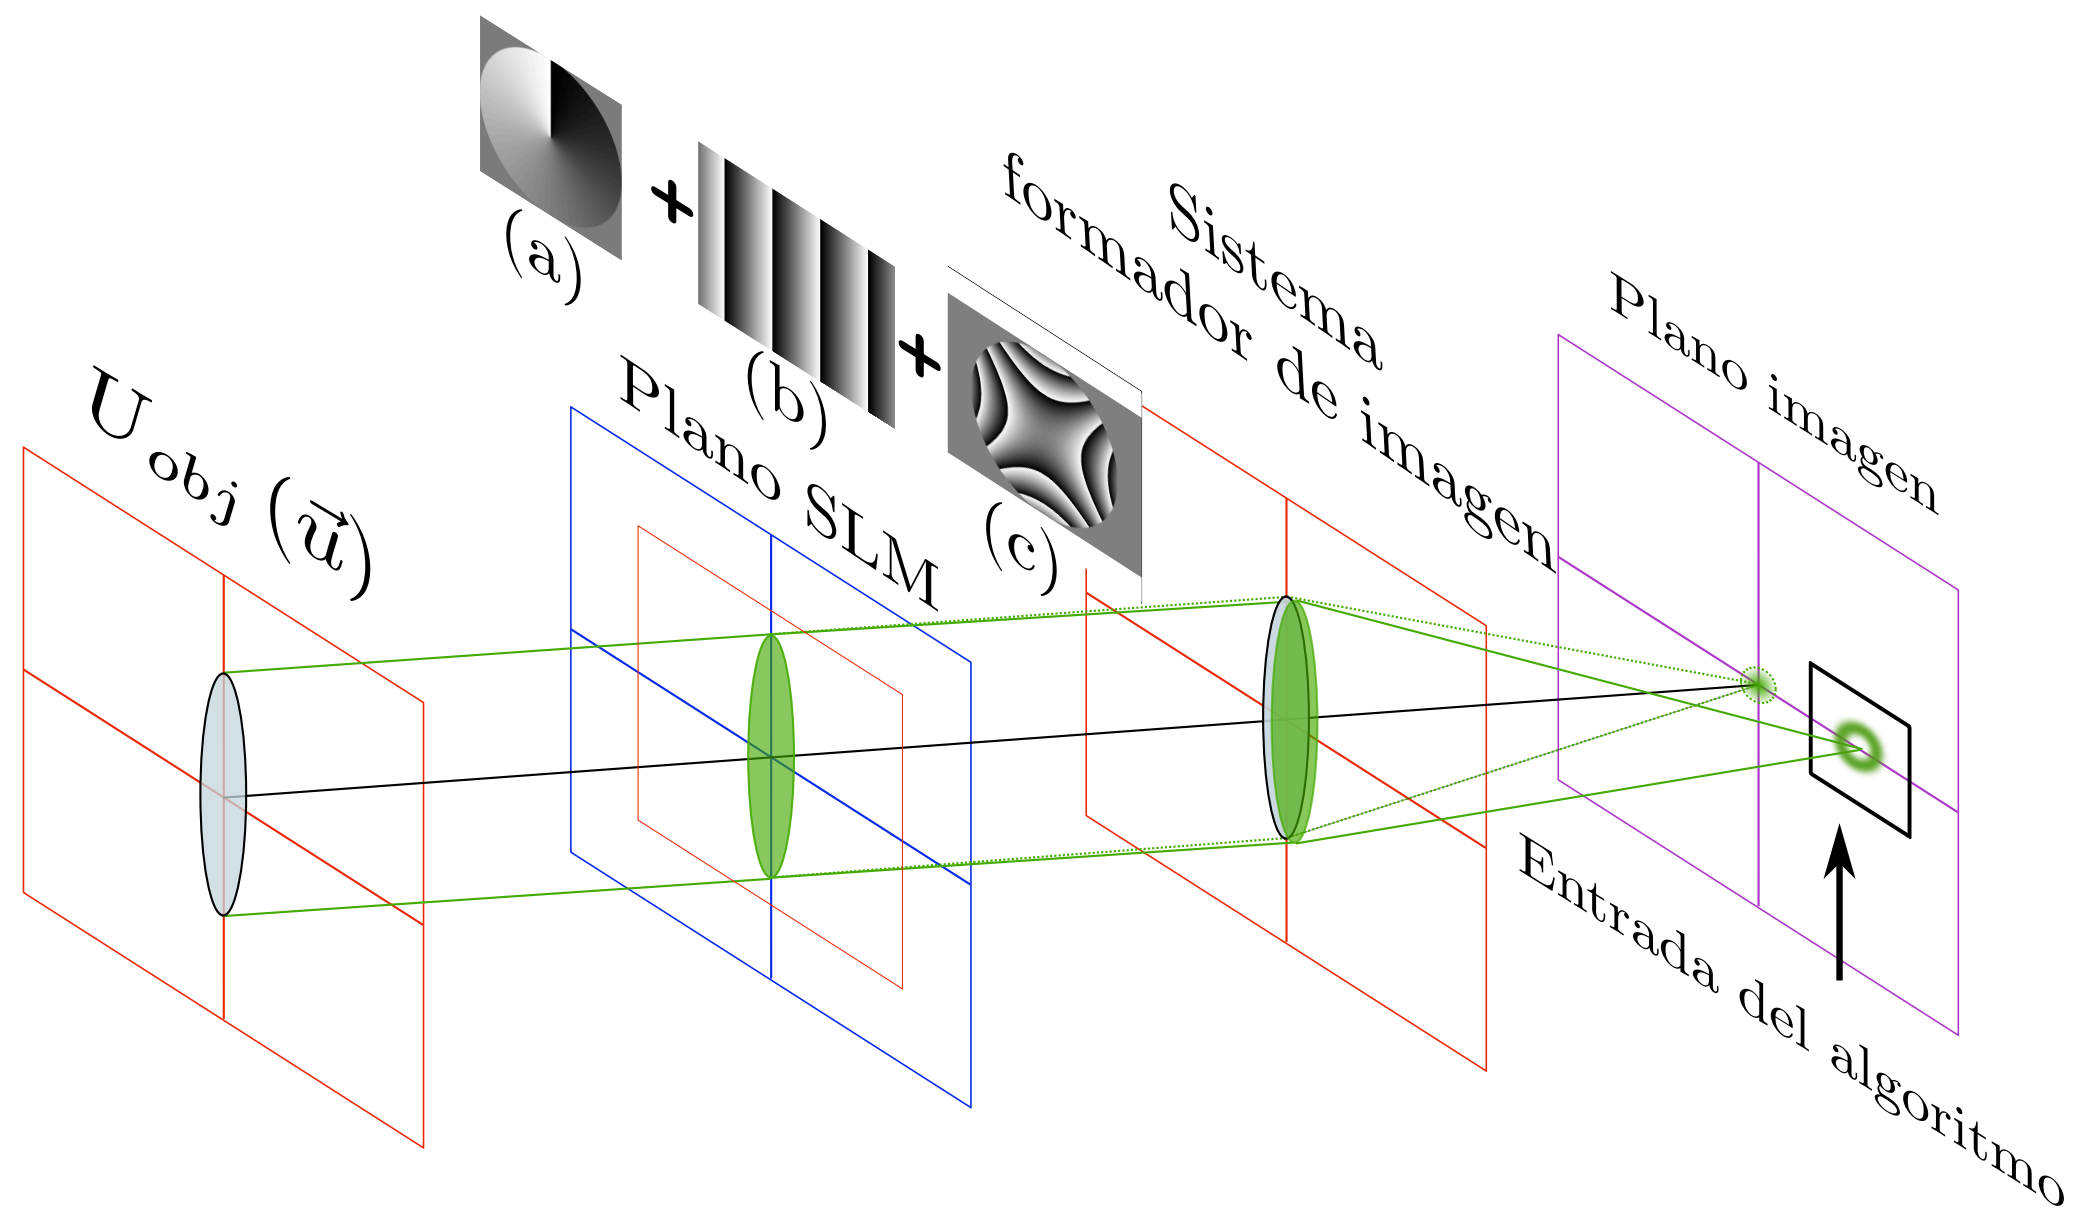 (a)
+
(b)
+
(c)
U obj (u⃗)
Plano SLM
Sistema
formador de imagen
Plano imagen
Entrada del algoritmo